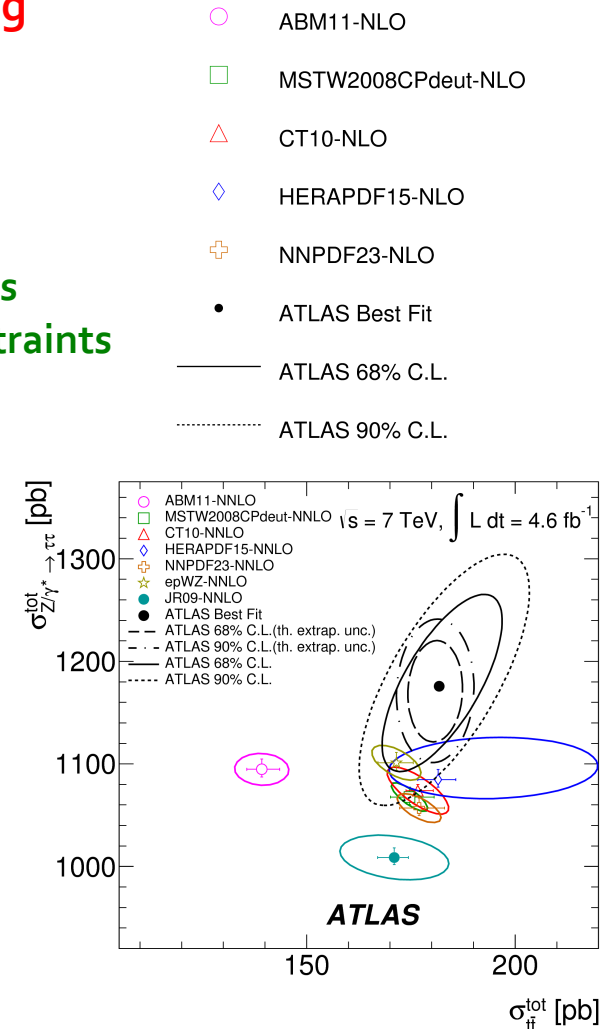 g
ABM11-NLO
MSTW2008CPdeut-NLO
CT10-NLO
HERAPDF15-NLO
NNPDF23-NLO
s
ATLAS Best Fit
traints
ATLAS 68% C.L.
ATLAS 90% C.L.
ABM11-NNLO
MSTW2008CPdeut-NNLO
CT10-NNLO
HERAPDF15-NNLO
NNPDF23-NNLO
epWZ-NNLO
JR09-NNLO
ATLAS Best Fit
ATLAS 68% C.L.(th. extrap. unc.)
ATLAS 90% C.L.(th. extrap. unc.)
ATLAS 68% C.L.
ATLAS 90% C.L.
√s = 7 TeV, ∫ L dt = 4.6 fb⁻¹
σ^tot_Z/γ* → ττ [pb]
1300
1200
1100
1000
ATLAS
150 200
σ^tot_tt̄ [pb]